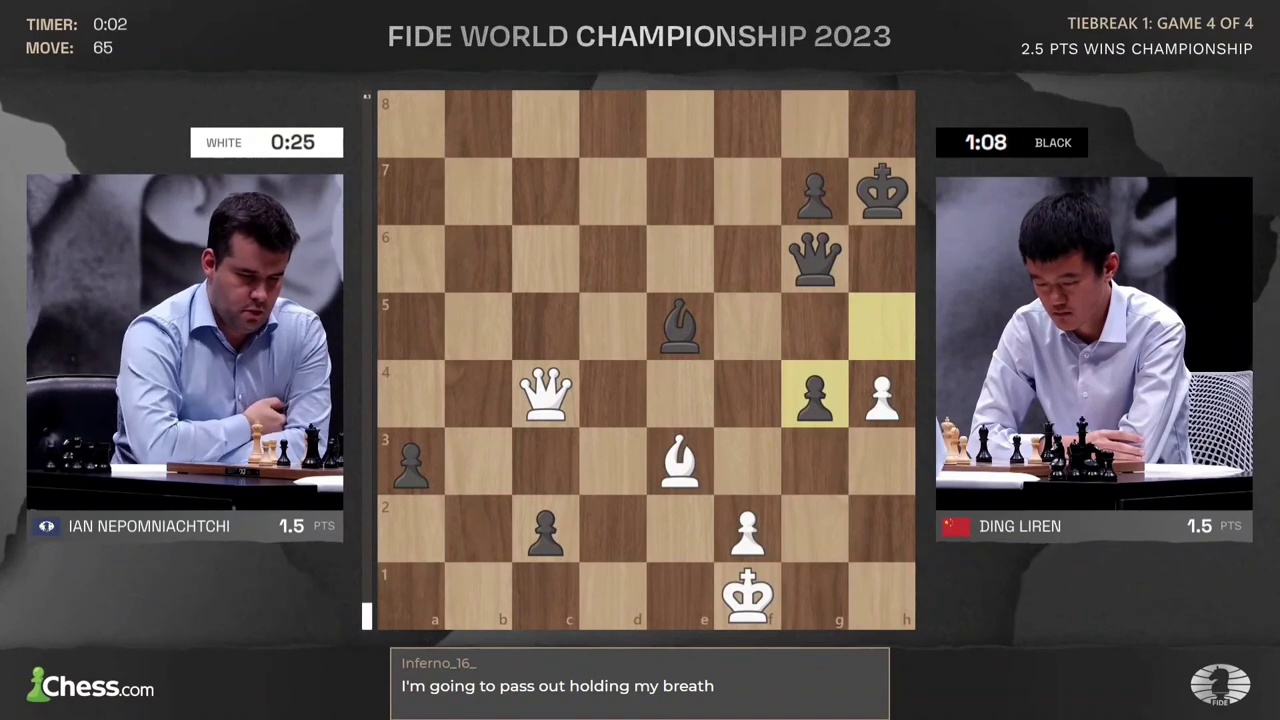 TIMER: 0:02
MOVE: 65
FIDE WORLD CHAMPIONSHIP 2023
TIEBREAK 1: GAME 4 OF 4
2.5 PTS WINS CHAMPIONSHIP
WHITE 0:25
1:08 BLACK
8
7
6
5
4
3
2
1
a b c d e f g h
IAN NEPOMNIACHTCHI 1.5 PTS
DING LIREN 1.5 PTS
Inferno_16_
I'm going to pass out holding my breath
Chess.com
FIDE